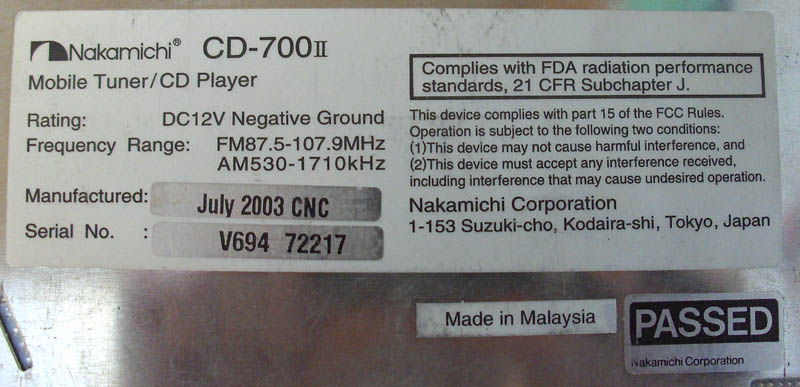 Nakamichi® CD-700II
Mobile Tuner/CD Player
Rating: DC12V Negative Ground
Frequency Range: FM87.5-107.9MHz
AM530-1710kHz
Manufactured: July 2003 CNC
Serial No. : V694 72217
Complies with FDA radiation performance
standards, 21 CFR Subchapter J.
This device complies with part 15 of the FCC Rules.
Operation is subject to the following two conditions:
(1)This device may not cause harmful interference, and
(2)This device must accept any interference received,
including interference that may cause undesired operation.
Nakamichi Corporation
1-153 Suzuki-cho, Kodaira-shi, Tokyo, Japan
Made in Malaysia
PASSED
Nakamichi Corporation